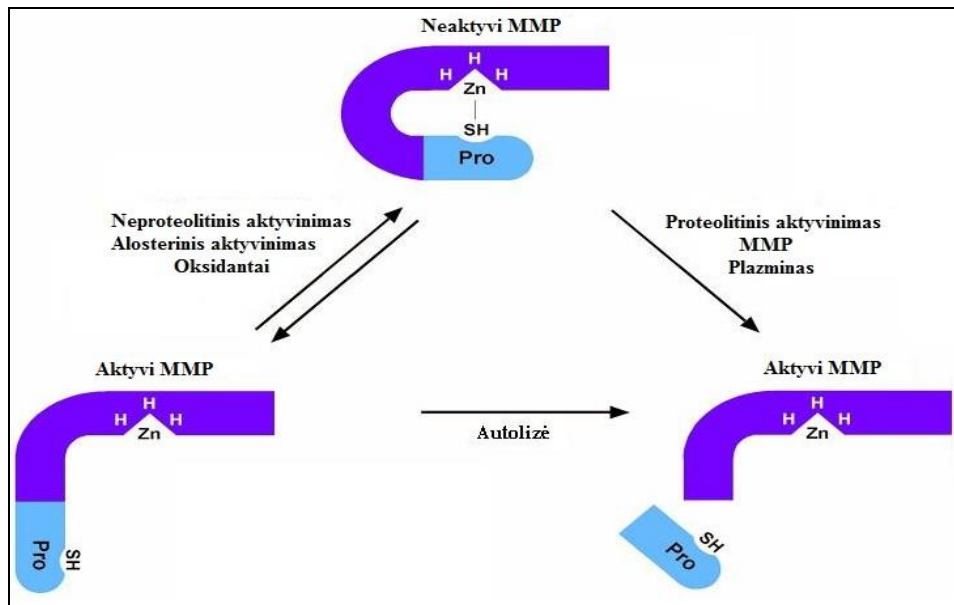 Neaktyvi MMP
H
H H
Zn
SH
Pro
Neproteolitinis aktyvinimas
Alosterinis aktyvinimas
Oksidantai
Proteolitinis aktyvinimas
MMP
Plazminas
Aktyvi MMP
H
H H
Zn
Pro
SH
Autolizė
Aktyvi MMP
H
H H
Zn
SH
Pro